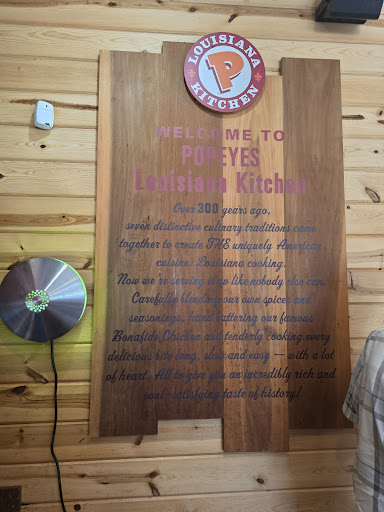 LOUISIANA
P
KITCHEN
WELCOME TO
POPEYES
Louisiana Kitchen
Over 300 years ago,
seven distinctive culinary traditions came
together to create THE uniquely American
cuisine: Louisiana cooking.
Now we're serving it up like nobody else can.
Carefully blending our own spices and
seasonings, hand battering our famous
Bonafide Chicken and tenderly cooking every
delicious bite long, slow and easy — with a lot
of heart. All to give you an incredibly rich and
soul-satisfying taste of history!